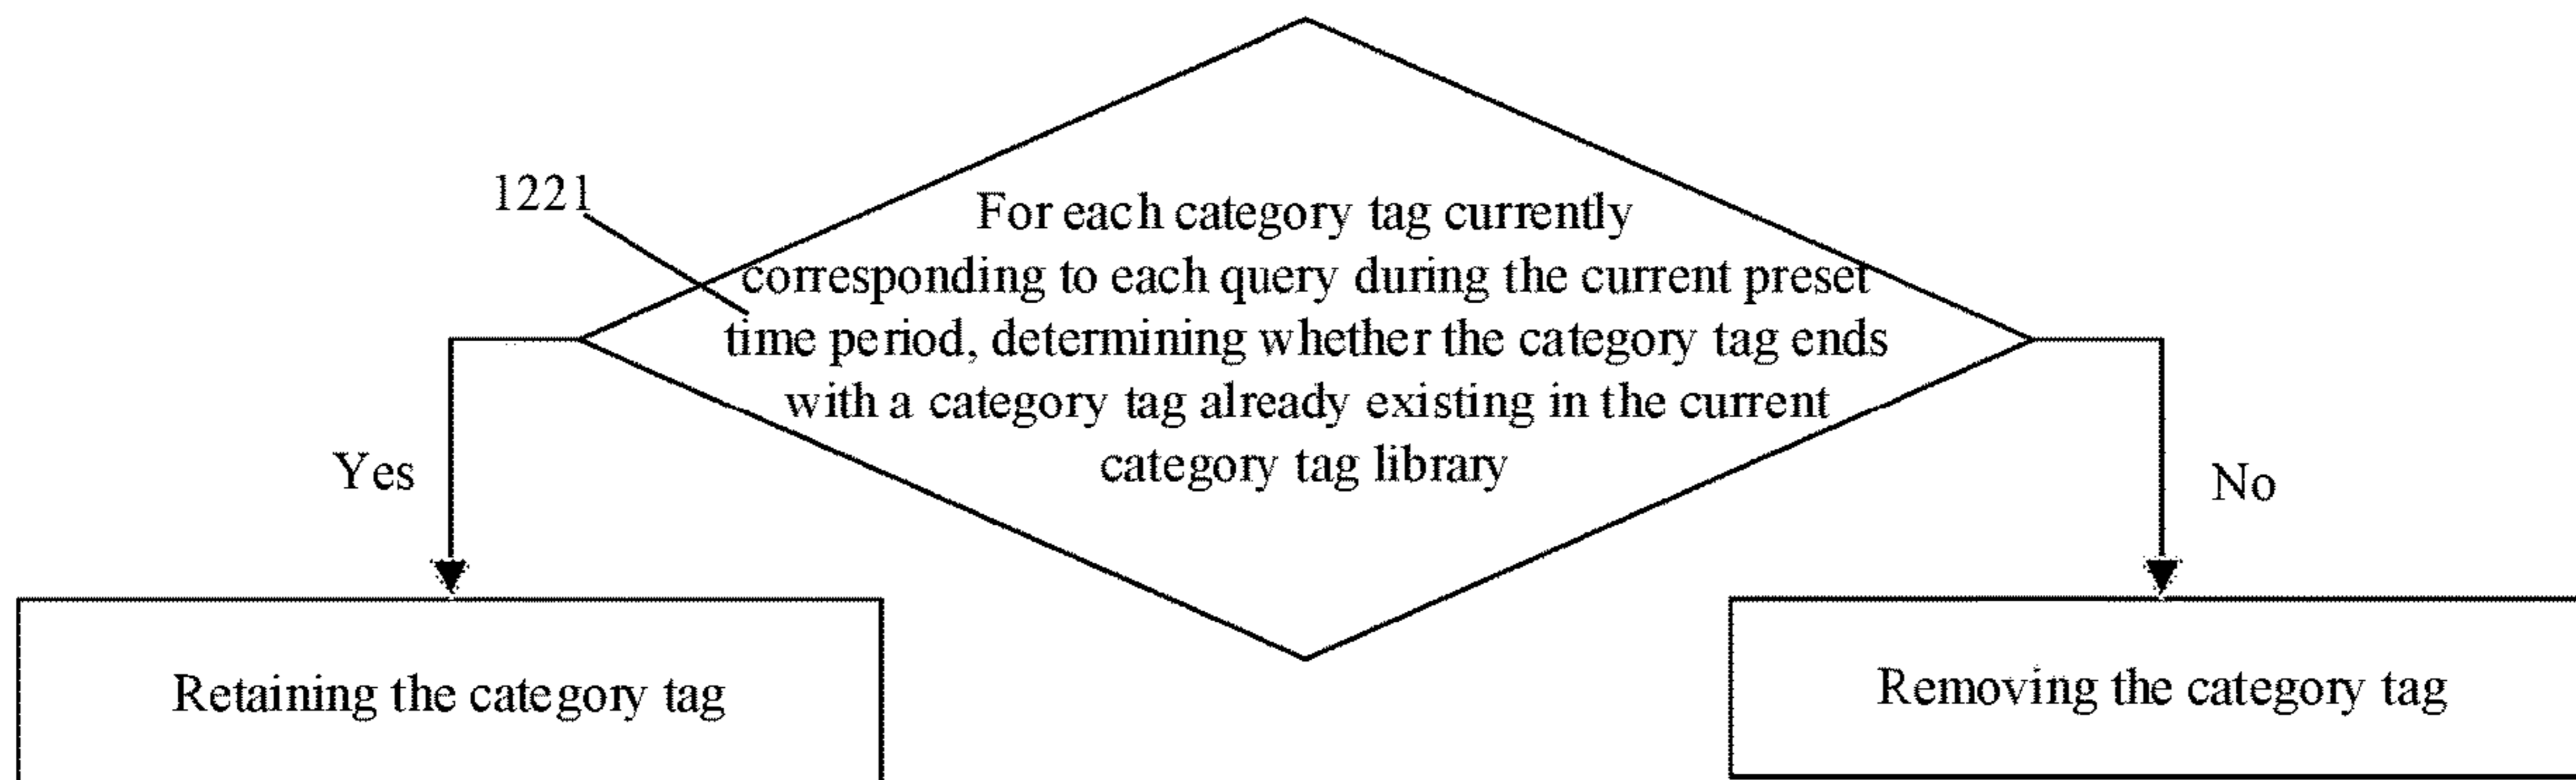 1221
For each category tag currently
corresponding to each query during the current preset
time period, determining whether the category tag ends
with a category tag already existing in the current
category tag library
Yes
No
Retaining the category tag
Removing the category tag